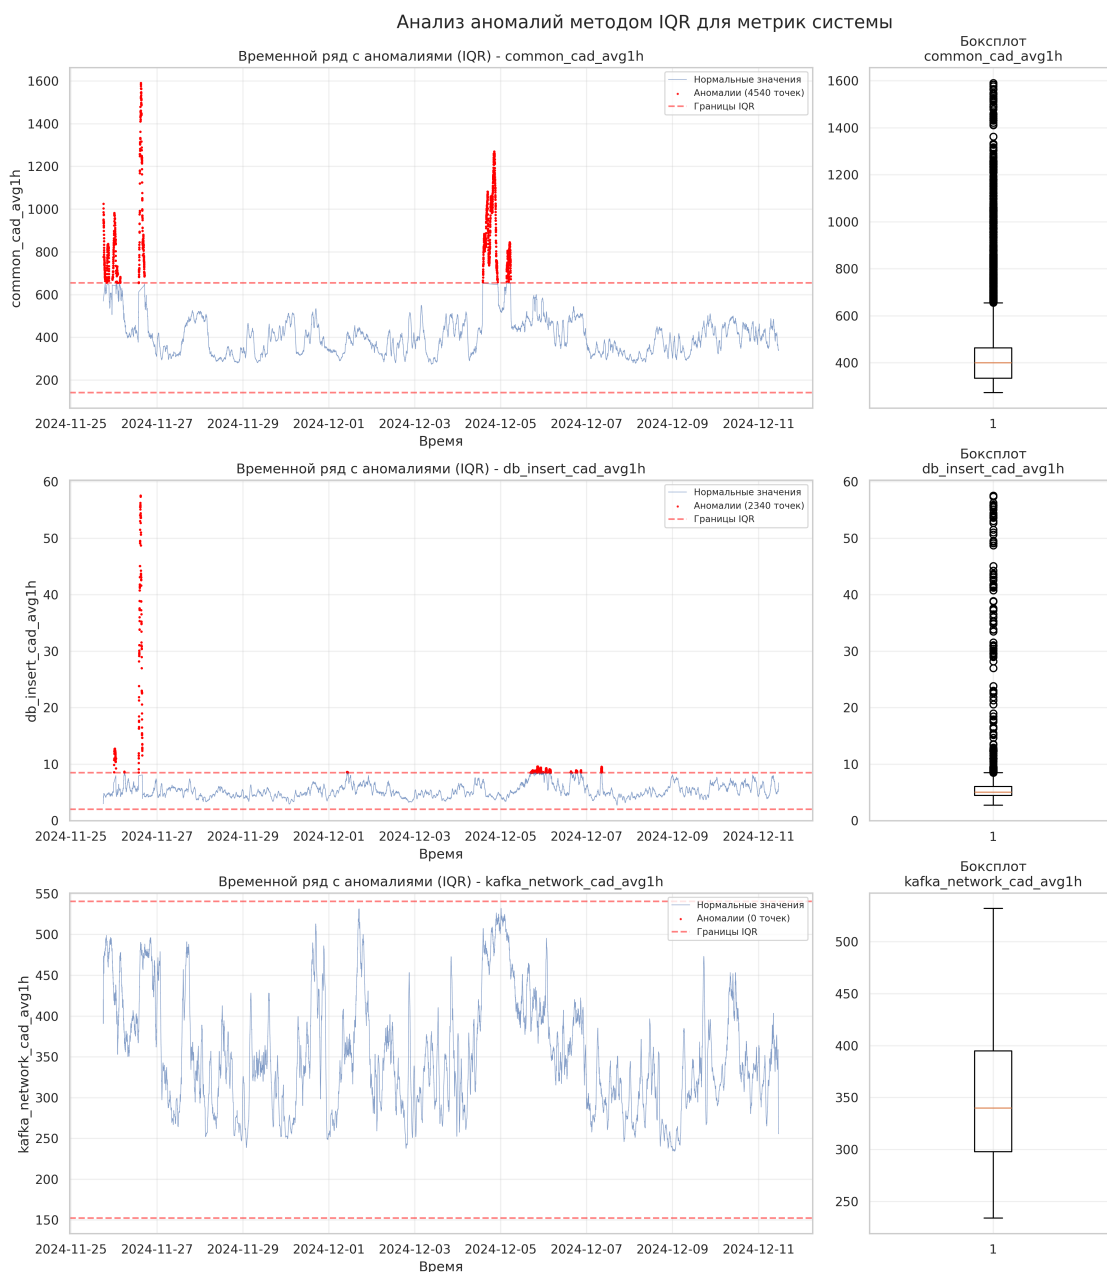 Анализ аномалий методом IQR для метрик системы
Временной ряд с аномалиями (IQR) - common_cad_avg1h
Нормальные значения
Аномалии (4540 точек)
Границы IQR
common_cad_avg1h
1600
1400
1200
1000
800
600
400
200
2024-11-25 2024-11-27 2024-11-29 2024-12-01 2024-12-03 2024-12-05 2024-12-07 2024-12-09 2024-12-11
Время
Боксплот
common_cad_avg1h
1600
1400
1200
1000
800
600
400
1
Временной ряд с аномалиями (IQR) - db_insert_cad_avg1h
Нормальные значения
Аномалии (2340 точек)
Границы IQR
db_insert_cad_avg1h
60
50
40
30
20
10
0
2024-11-25 2024-11-27 2024-11-29 2024-12-01 2024-12-03 2024-12-05 2024-12-07 2024-12-09 2024-12-11
Время
Боксплот
db_insert_cad_avg1h
60
50
40
30
20
10
0
1
Временной ряд с аномалиями (IQR) - kafka_network_cad_avg1h
Нормальные значения
Аномалии (0 точек)
Границы IQR
kafka_network_cad_avg1h
550
500
450
400
350
300
250
200
150
2024-11-25 2024-11-27 2024-11-29 2024-12-01 2024-12-03 2024-12-05 2024-12-07 2024-12-09 2024-12-11
Время
Боксплот
kafka_network_cad_avg1h
500
450
400
350
300
250
1